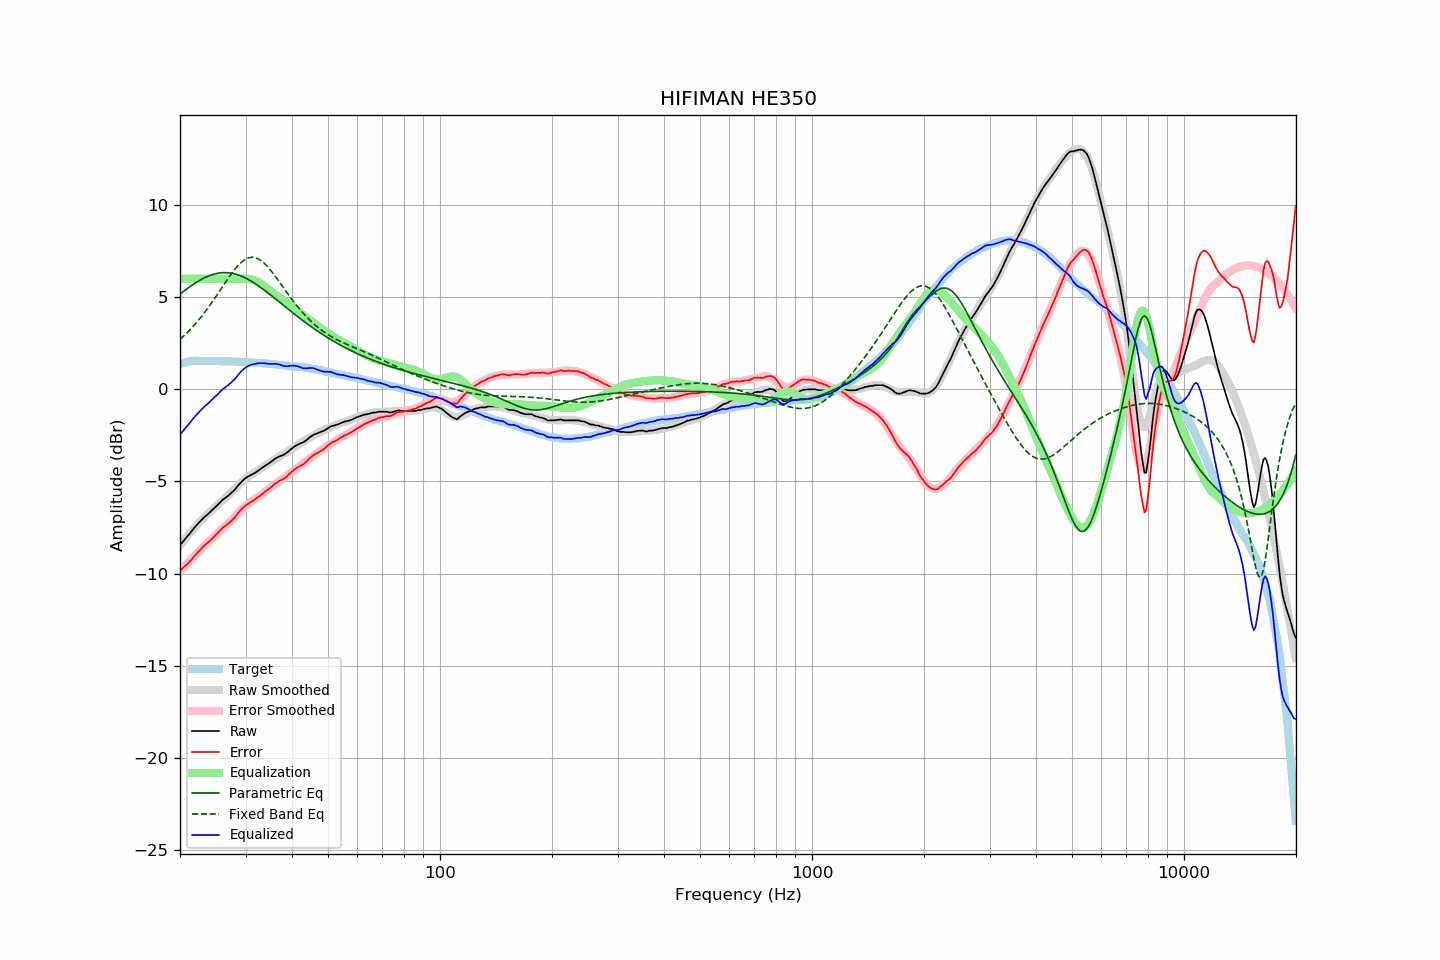 HIFIMAN HE350
Amplitude (dBr)
10
5
0
−5
−10
−15
−20
−25
Target
Raw Smoothed
Error Smoothed
Raw
Error
Equalization
Parametric Eq
Fixed Band Eq
Equalized
100
1000
10000
Frequency (Hz)